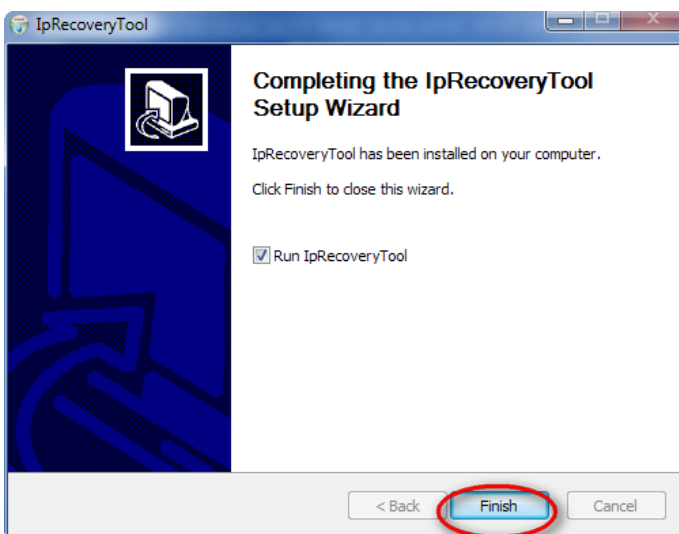 IpRecoveryTool
Completing the IpRecoveryTool
Setup Wizard
IpRecoveryTool has been installed on your computer.
Click Finish to close this wizard.
Run IpRecoveryTool
< Back
Finish
Cancel